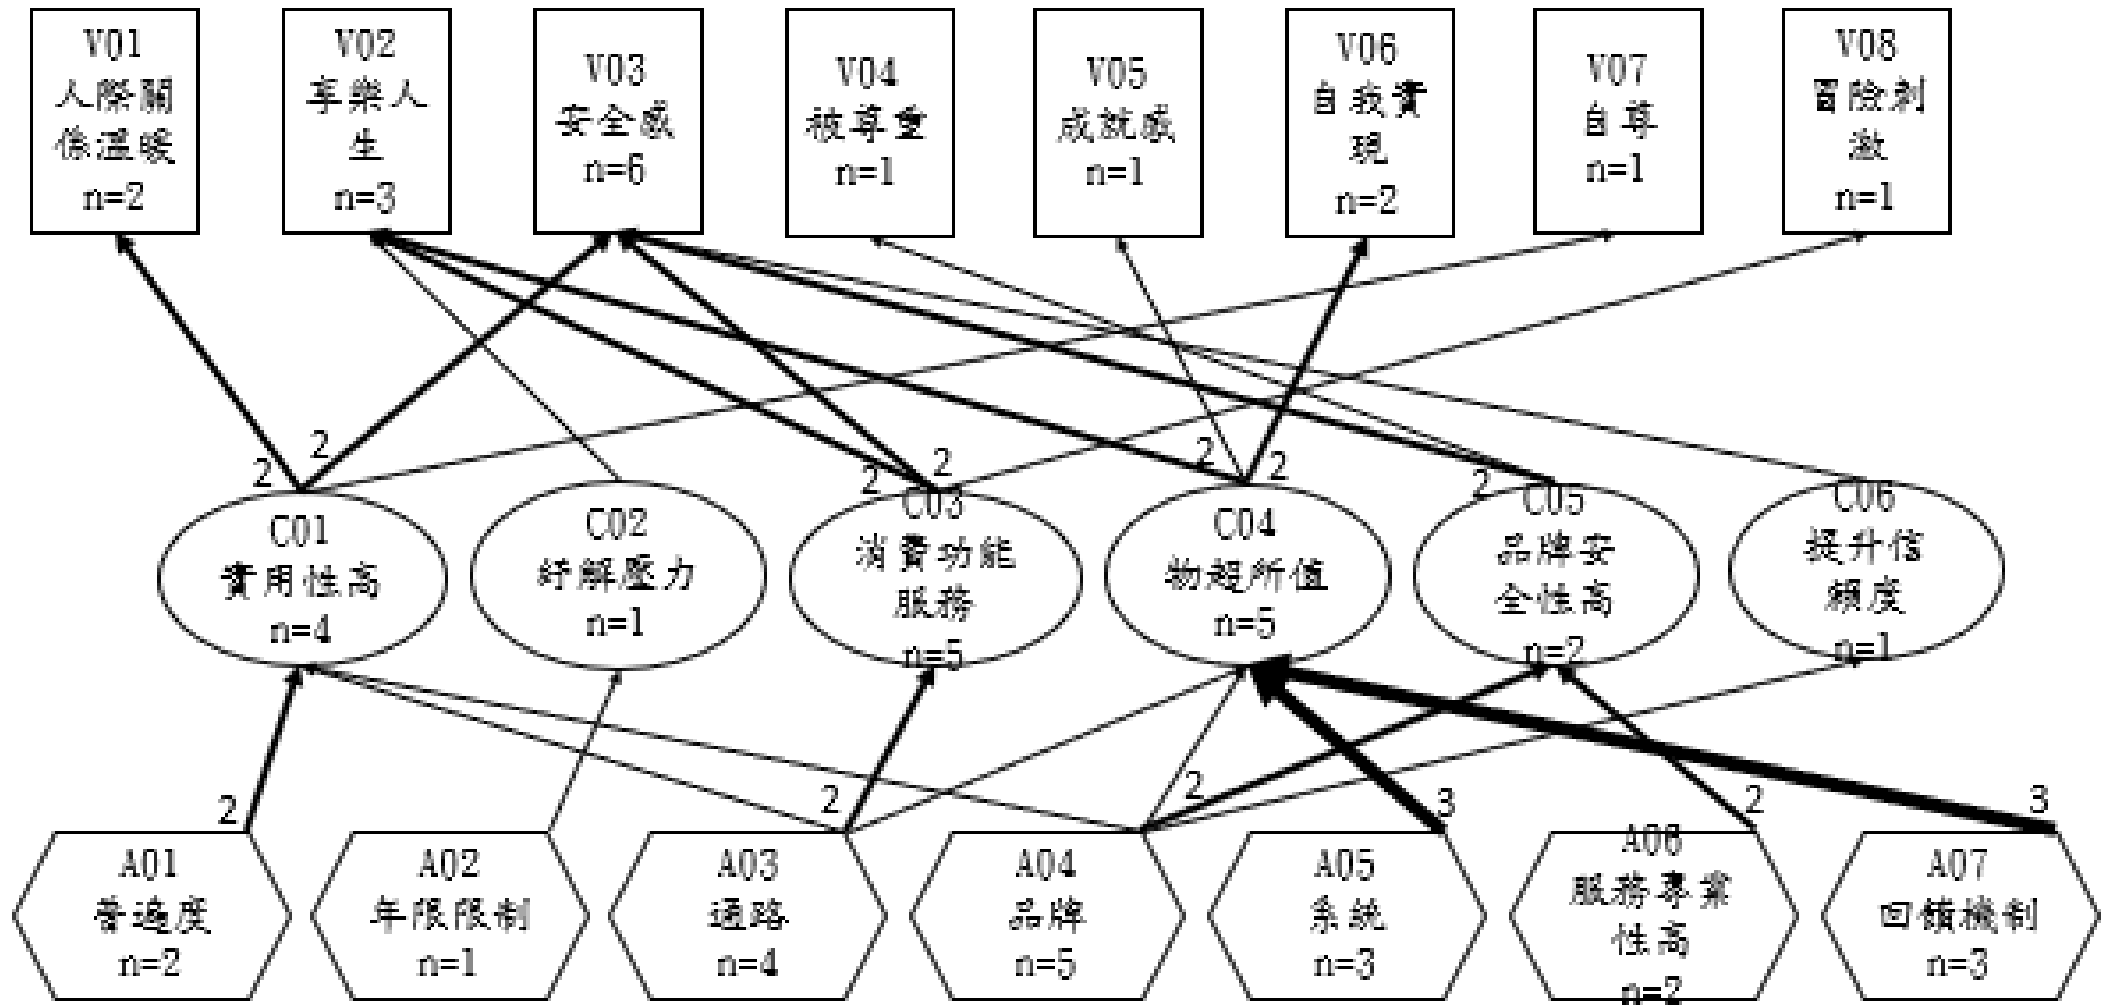 V01
人際關
係溫暖
n=2
V02
享樂人
生
n=3
V03
安全感
n=6
V04
被尊重
n=1
V05
成就感
n=1
V06
自我實
現
n=2
V07
自尊
n=1
V08
冒險刺
激
n=1
2
2
2
2
2
2
2
C01
實用性高
n=4
C02
紓解壓力
n=1
C03
消費功能
服務
n=5
C04
物超所值
n=5
C05
品牌安
全性高
n=2
C06
提升信
賴度
n=1
2
2
2
3
2
3
A01
普遍度
n=2
A02
年限限制
n=1
A03
通路
n=4
A04
品牌
n=5
A05
系統
n=3
A06
服務專業
性高
n=2
A07
回饋機制
n=3